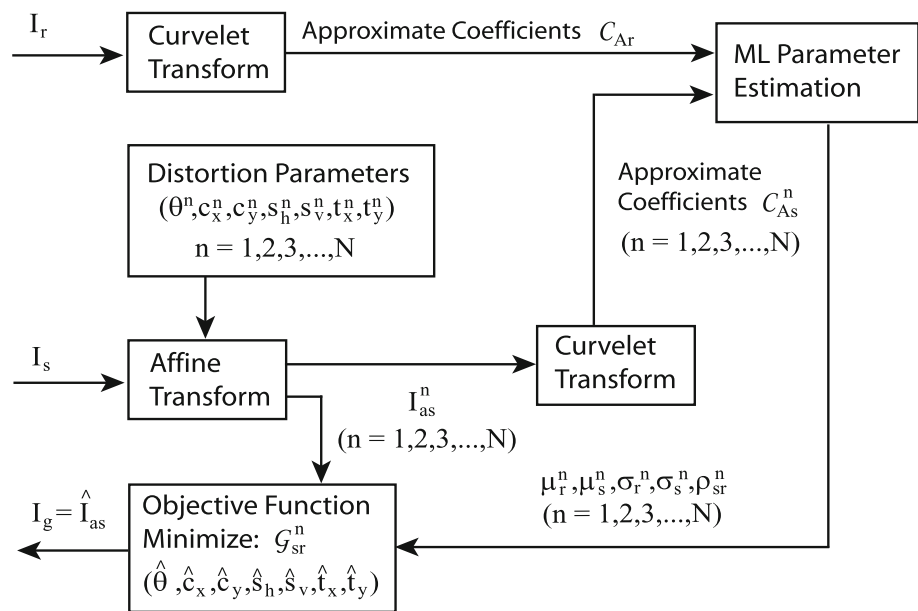 I_r
Curvelet
Transform
Approximate Coefficients C_Ar
ML Parameter
Estimation
Distortion Parameters
(θ^n,c_x^n,c_y^n,s_h^n,s_v^n,t_x^n,t_y^n)
n = 1,2,3,...,N
Approximate
Coefficients C_As^n
(n = 1,2,3,...,N)
I_s
Affine
Transform
Curvelet
Transform
I_as^n
(n = 1,2,3,...,N)
μ_r^n,μ_s^n,σ_r^n,σ_s^n,ρ_sr^n
(n = 1,2,3,...,N)
I_g = Î_as
Objective Function
Minimize: G_sr^n
(θ̂ ,ĉ_x,ĉ_y,ŝ_h,ŝ_v,t̂_x,t̂_y)